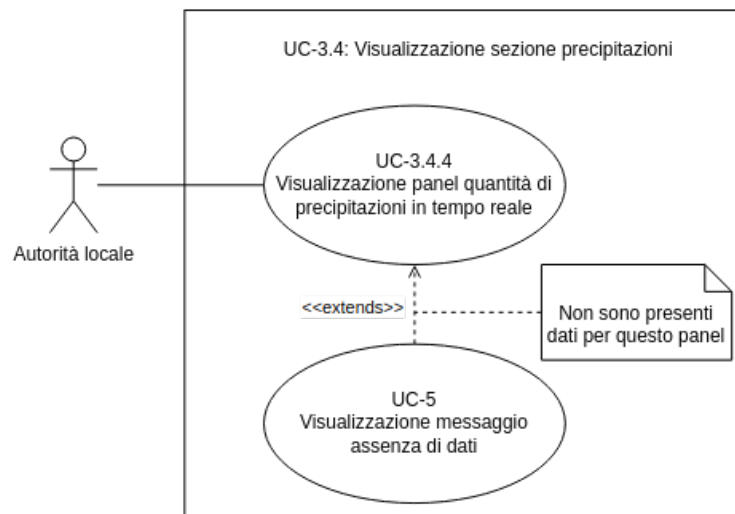 UC-3.4: Visualizzazione sezione precipitazioni
UC-3.4.4
Visualizzazione panel quantità di
precipitazioni in tempo reale
Autorità locale
<<extends>>
Non sono presenti
dati per questo panel
UC-5
Visualizzazione messaggio
assenza di dati